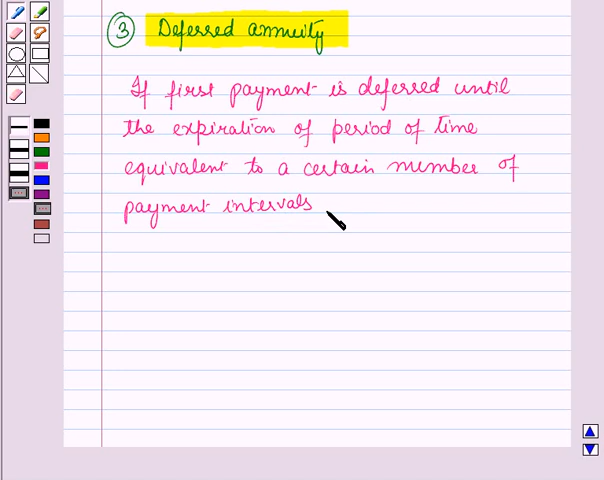 3 Deferred annuity
If first payment is deferred until
the expiration of period of time
equivalent to a certain number of
payment intervals